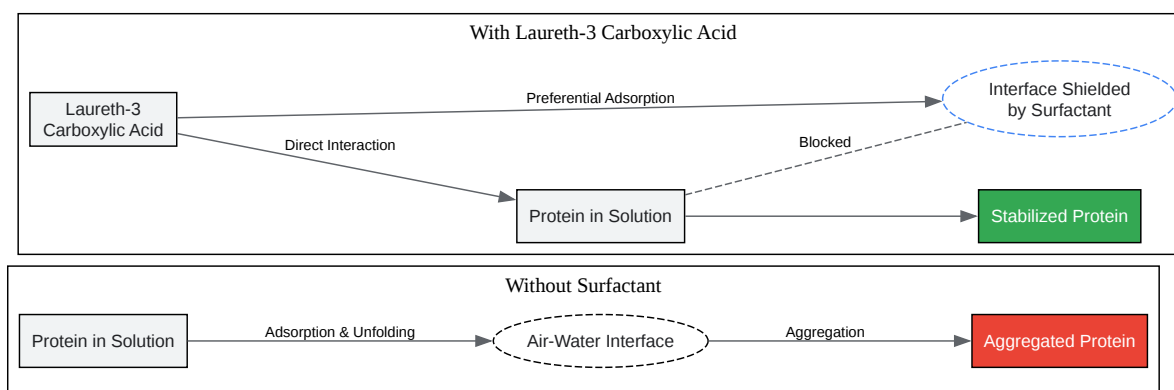 With Laureth-3 Carboxylic Acid
Laureth-3
Carboxylic Acid
Preferential Adsorption
Interface Shielded
by Surfactant
Direct Interaction
Blocked
Protein in Solution
Stabilized Protein
Without Surfactant
Protein in Solution
Adsorption & Unfolding
Air-Water Interface
Aggregation
Aggregated Protein